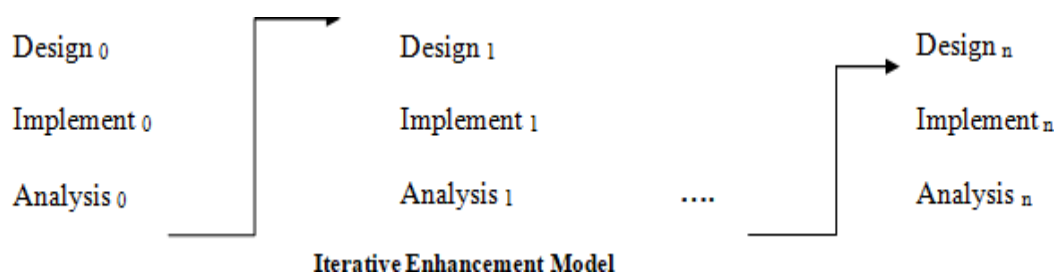 Design 0 Design 1 Design n
Implement 0 Implement 1 Implement n
Analysis 0 Analysis 1 .... Analysis n
Iterative Enhancement Model